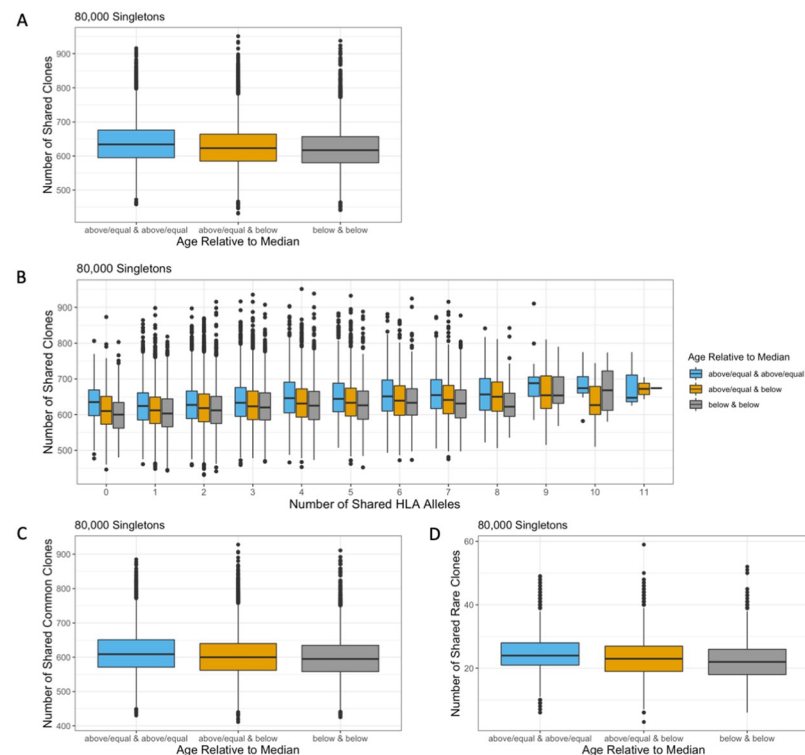 A
80,000 Singletons
Number of Shared Clones
900
800
700
600
500
above/equal & above/equal
above/equal & below
below & below
Age Relative to Median
B
80,000 Singletons
Number of Shared Clones
900
800
700
600
500
0 1 2 3 4 5 6 7 8 9 10 11
Number of Shared HLA Alleles
Age Relative to Median
above/equal & above/equal
above/equal & below
below & below
C
80,000 Singletons
Number of Shared Common Clones
900
800
700
600
500
400
above/equal & above/equal
above/equal & below
below & below
Age Relative to Median
D
80,000 Singletons
Number of Shared Rare Clones
60
40
20
above/equal & above/equal
above/equal & below
below & below
Age Relative to Median